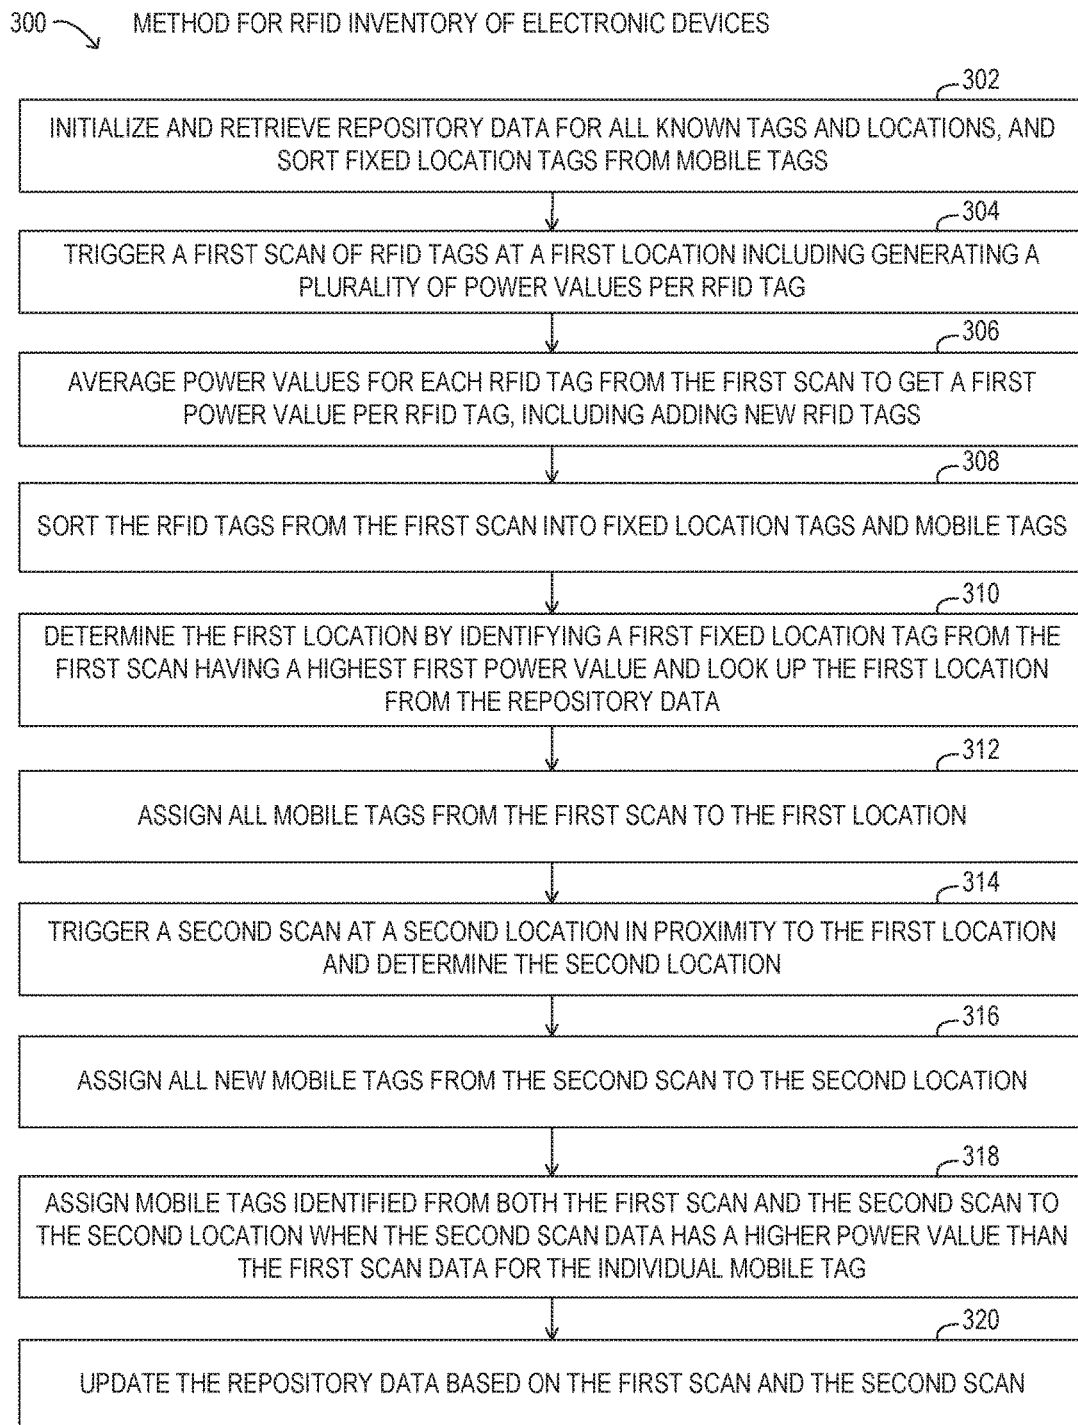 300 METHOD FOR RFID INVENTORY OF ELECTRONIC DEVICES
302
INITIALIZE AND RETRIEVE REPOSITORY DATA FOR ALL KNOWN TAGS AND LOCATIONS, AND
SORT FIXED LOCATION TAGS FROM MOBILE TAGS
304
TRIGGER A FIRST SCAN OF RFID TAGS AT A FIRST LOCATION INCLUDING GENERATING A
PLURALITY OF POWER VALUES PER RFID TAG
306
AVERAGE POWER VALUES FOR EACH RFID TAG FROM THE FIRST SCAN TO GET A FIRST
POWER VALUE PER RFID TAG, INCLUDING ADDING NEW RFID TAGS
308
SORT THE RFID TAGS FROM THE FIRST SCAN INTO FIXED LOCATION TAGS AND MOBILE TAGS
310
DETERMINE THE FIRST LOCATION BY IDENTIFYING A FIRST FIXED LOCATION TAG FROM THE
FIRST SCAN HAVING A HIGHEST FIRST POWER VALUE AND LOOK UP THE FIRST LOCATION
FROM THE REPOSITORY DATA
312
ASSIGN ALL MOBILE TAGS FROM THE FIRST SCAN TO THE FIRST LOCATION
314
TRIGGER A SECOND SCAN AT A SECOND LOCATION IN PROXIMITY TO THE FIRST LOCATION
AND DETERMINE THE SECOND LOCATION
316
ASSIGN ALL NEW MOBILE TAGS FROM THE SECOND SCAN TO THE SECOND LOCATION
318
ASSIGN MOBILE TAGS IDENTIFIED FROM BOTH THE FIRST SCAN AND THE SECOND SCAN TO
THE SECOND LOCATION WHEN THE SECOND SCAN DATA HAS A HIGHER POWER VALUE THAN
THE FIRST SCAN DATA FOR THE INDIVIDUAL MOBILE TAG
320
UPDATE THE REPOSITORY DATA BASED ON THE FIRST SCAN AND THE SECOND SCAN